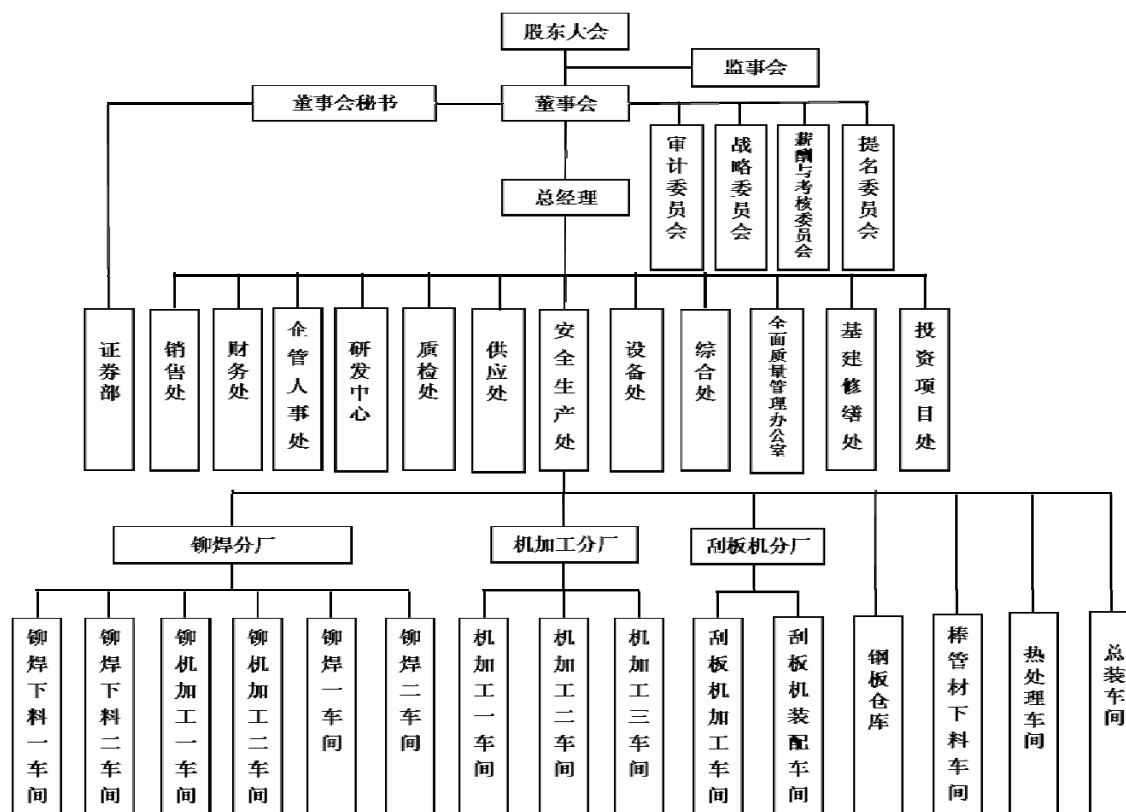 股东大会
监事会
董事会秘书
董事会
审计委员会
战略委员会
薪酬与考核委员会
提名委员会
总经理
证券部
销售处
财务处
企管人事处
研发中心
质检处
供应处
安全生产处
设备处
综合处
全面质量管理办公室
基建修缮处
投资项目处
铆焊分厂
机加工分厂
刮板机分厂
铆焊下料一车间
铆焊下料二车间
铆机加工一车间
铆机加工二车间
铆焊一车间
铆焊二车间
机加工一车间
机加工二车间
机加工三车间
刮板机加工车间
刮板机装配车间
钢板仓库
棒管材下料车间
热处理车间
总装车间